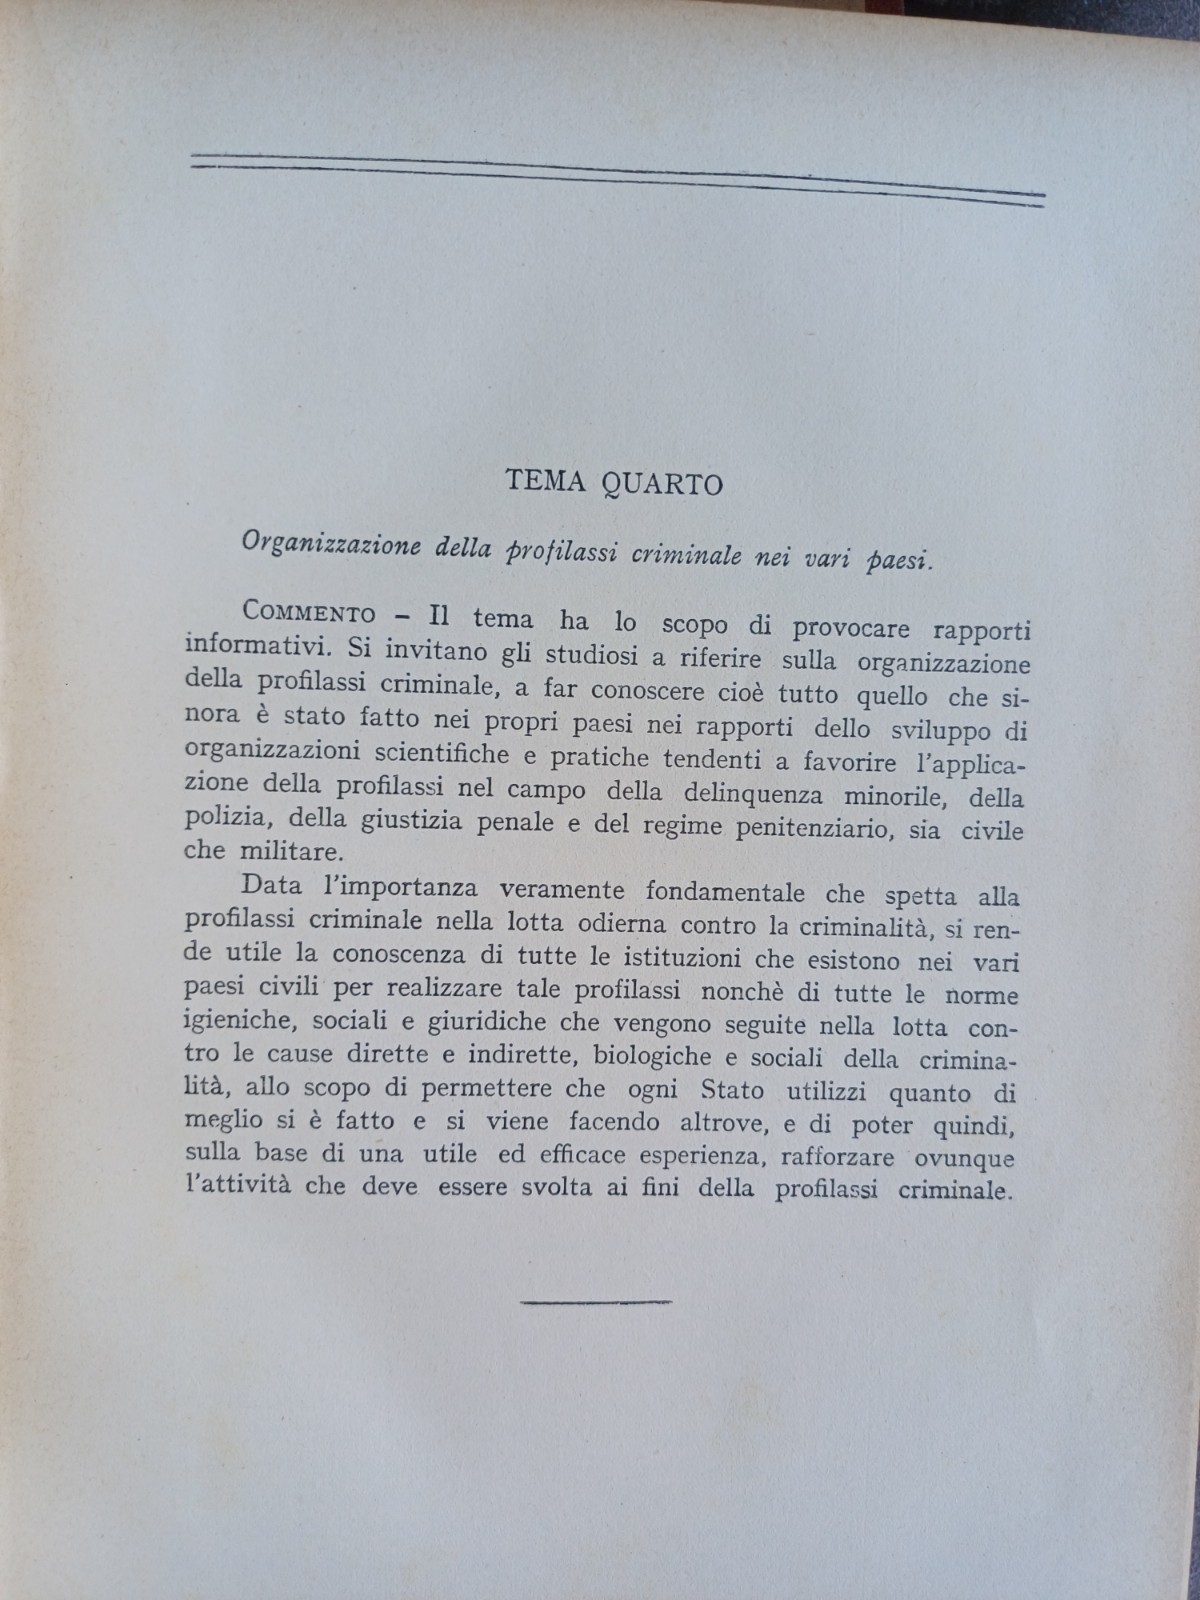 TEMA QUARTO
Organizzazione della profilassi criminale nei vari paesi.
COMMENTO – Il tema ha lo scopo di provocare rapporti
informativi. Si invitano gli studiosi a riferire sulla organizzazione
della profilassi criminale, a far conoscere cioè tutto quello che si-
nora è stato fatto nei propri paesi nei rapporti dello sviluppo di
organizzazioni scientifiche e pratiche tendenti a favorire l'applica-
zione della profilassi nel campo della delinquenza minorile, della
polizia, della giustizia penale e del regime penitenziario, sia civile
che militare.
Data l'importanza veramente fondamentale che spetta alla
profilassi criminale nella lotta odierna contro la criminalità, si ren-
de utile la conoscenza di tutte le istituzioni che esistono nei vari
paesi civili per realizzare tale profilassi nonchè di tutte le norme
igieniche, sociali e giuridiche che vengono seguite nella lotta con-
tro le cause dirette e indirette, biologiche e sociali della crimina-
lità, allo scopo di permettere che ogni Stato utilizzi quanto di
meglio si è fatto e si viene facendo altrove, e di poter quindi,
sulla base di una utile ed efficace esperienza, rafforzare ovunque
l'attività che deve essere svolta ai fini della profilassi criminale.